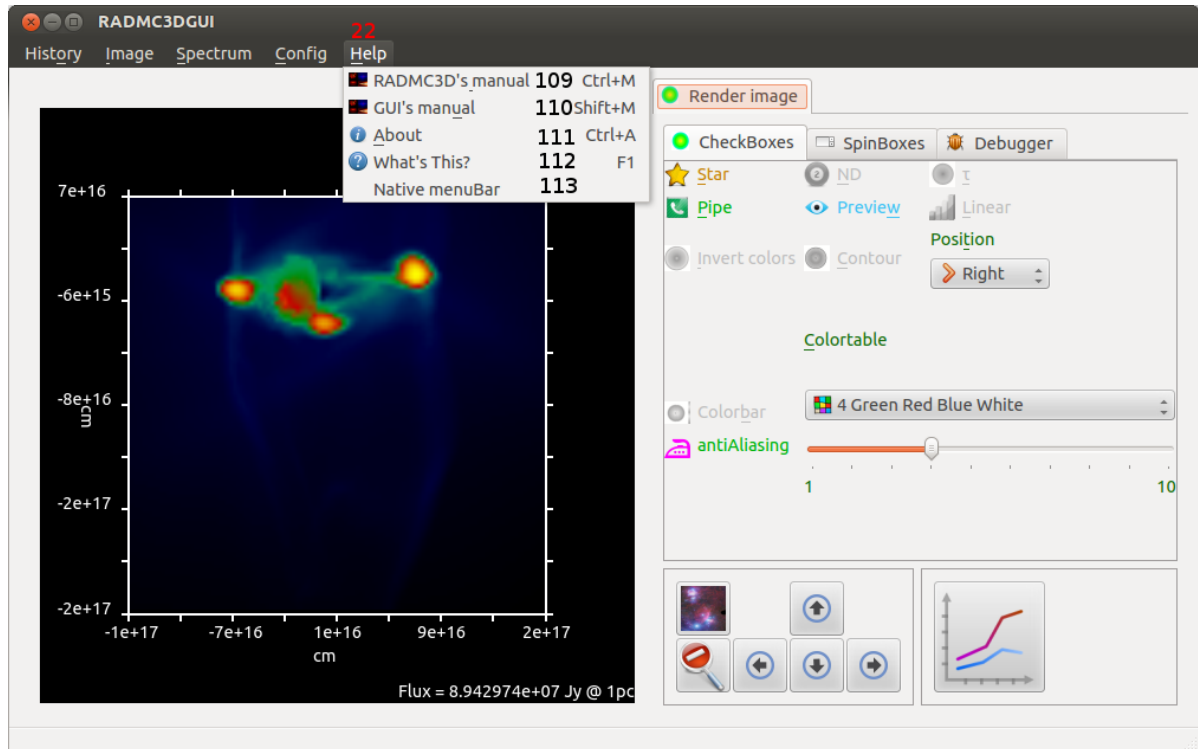 RADMC3DGUI
22
History Image Spectrum Config Help
RADMC3D's manual 109 Ctrl+M
GUI's manual 110 Shift+M
About 111 Ctrl+A
What's This? 112 F1
Native menuBar 113
Render image
CheckBoxes SpinBoxes Debugger
Star 2 ND τ
Pipe Preview Linear
Position
Invert colors Contour
Right
Colortable
Colorbar 4 Green Red Blue White
antiAliasing
1 10
7e+16
-6e+15
-8e+16
cm
-2e+17
-2e+17
-1e+17 -7e+16 1e+16 9e+16 2e+17
cm
Flux = 8.942974e+07 Jy @ 1pc